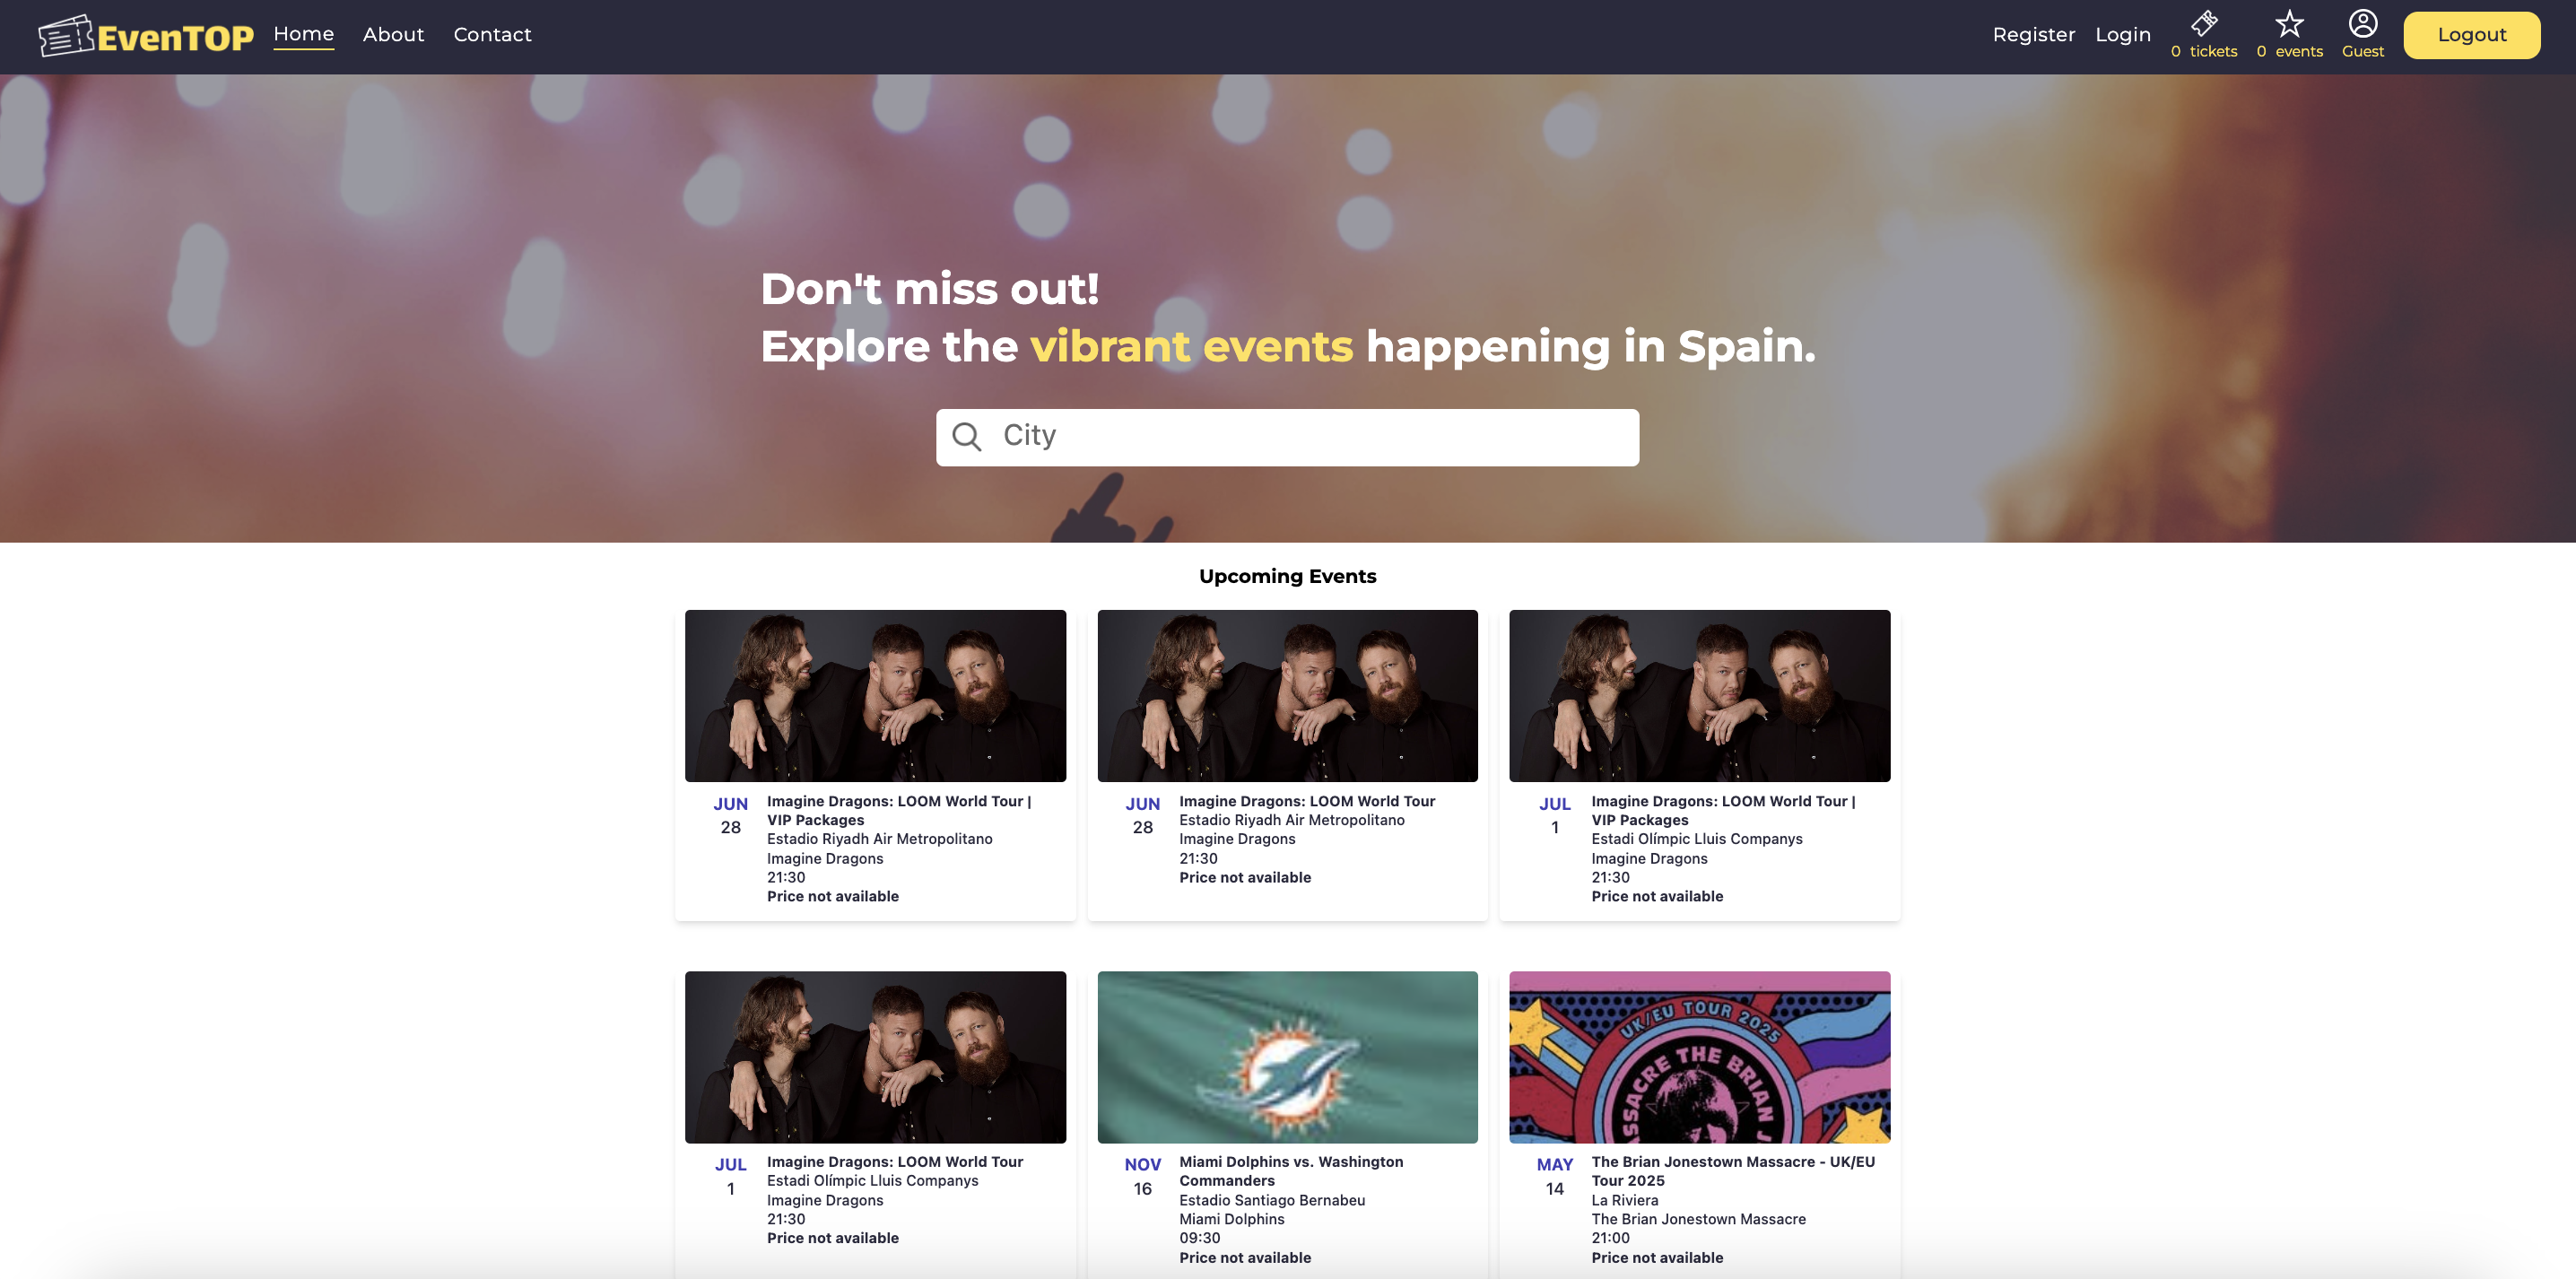 EvenTOP
Home
About
Contact
Register
Login
0 tickets
0 events
Guest
Logout
Don't miss out!
Explore the vibrant events happening in Spain.
City
Upcoming Events
JUN
28
Imagine Dragons: LOOM World Tour |
VIP Packages
Estadio Riyadh Air Metropolitano
Imagine Dragons
21:30
Price not available
JUN
28
Imagine Dragons: LOOM World Tour
Estadio Riyadh Air Metropolitano
Imagine Dragons
21:30
Price not available
JUL
1
Imagine Dragons: LOOM World Tour |
VIP Packages
Estadi Olímpic Lluis Companys
Imagine Dragons
21:30
Price not available
JUL
1
Imagine Dragons: LOOM World Tour
Estadi Olímpic Lluis Companys
Imagine Dragons
21:30
Price not available
NOV
16
Miami Dolphins vs. Washington
Commanders
Estadio Santiago Bernabeu
Miami Dolphins
09:30
Price not available
UK/EU TOUR 2025
SSACRE THE BRIAN J
MAY
14
The Brian Jonestown Massacre - UK/EU
Tour 2025
La Riviera
The Brian Jonestown Massacre
21:00
Price not available